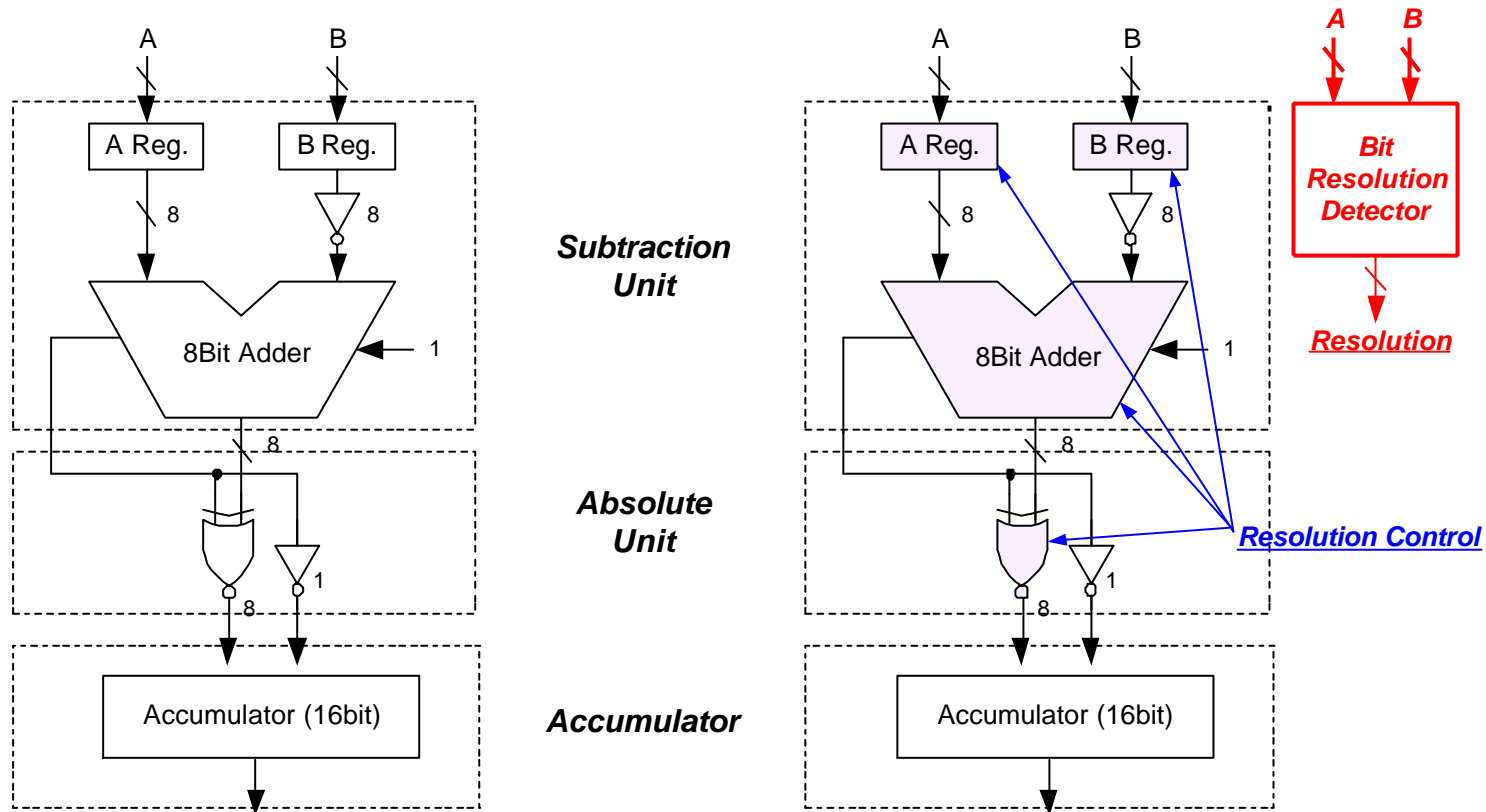 A B
A Reg. B Reg.
8 8
8Bit Adder
1
8
8
1
Accumulator (16bit)
Subtraction
Unit
Absolute
Unit
Accumulator
A B
A Reg. B Reg.
8 8
8Bit Adder
1
8
8
1
Accumulator (16bit)
A B
Bit
Resolution
Detector
Resolution
Resolution Control